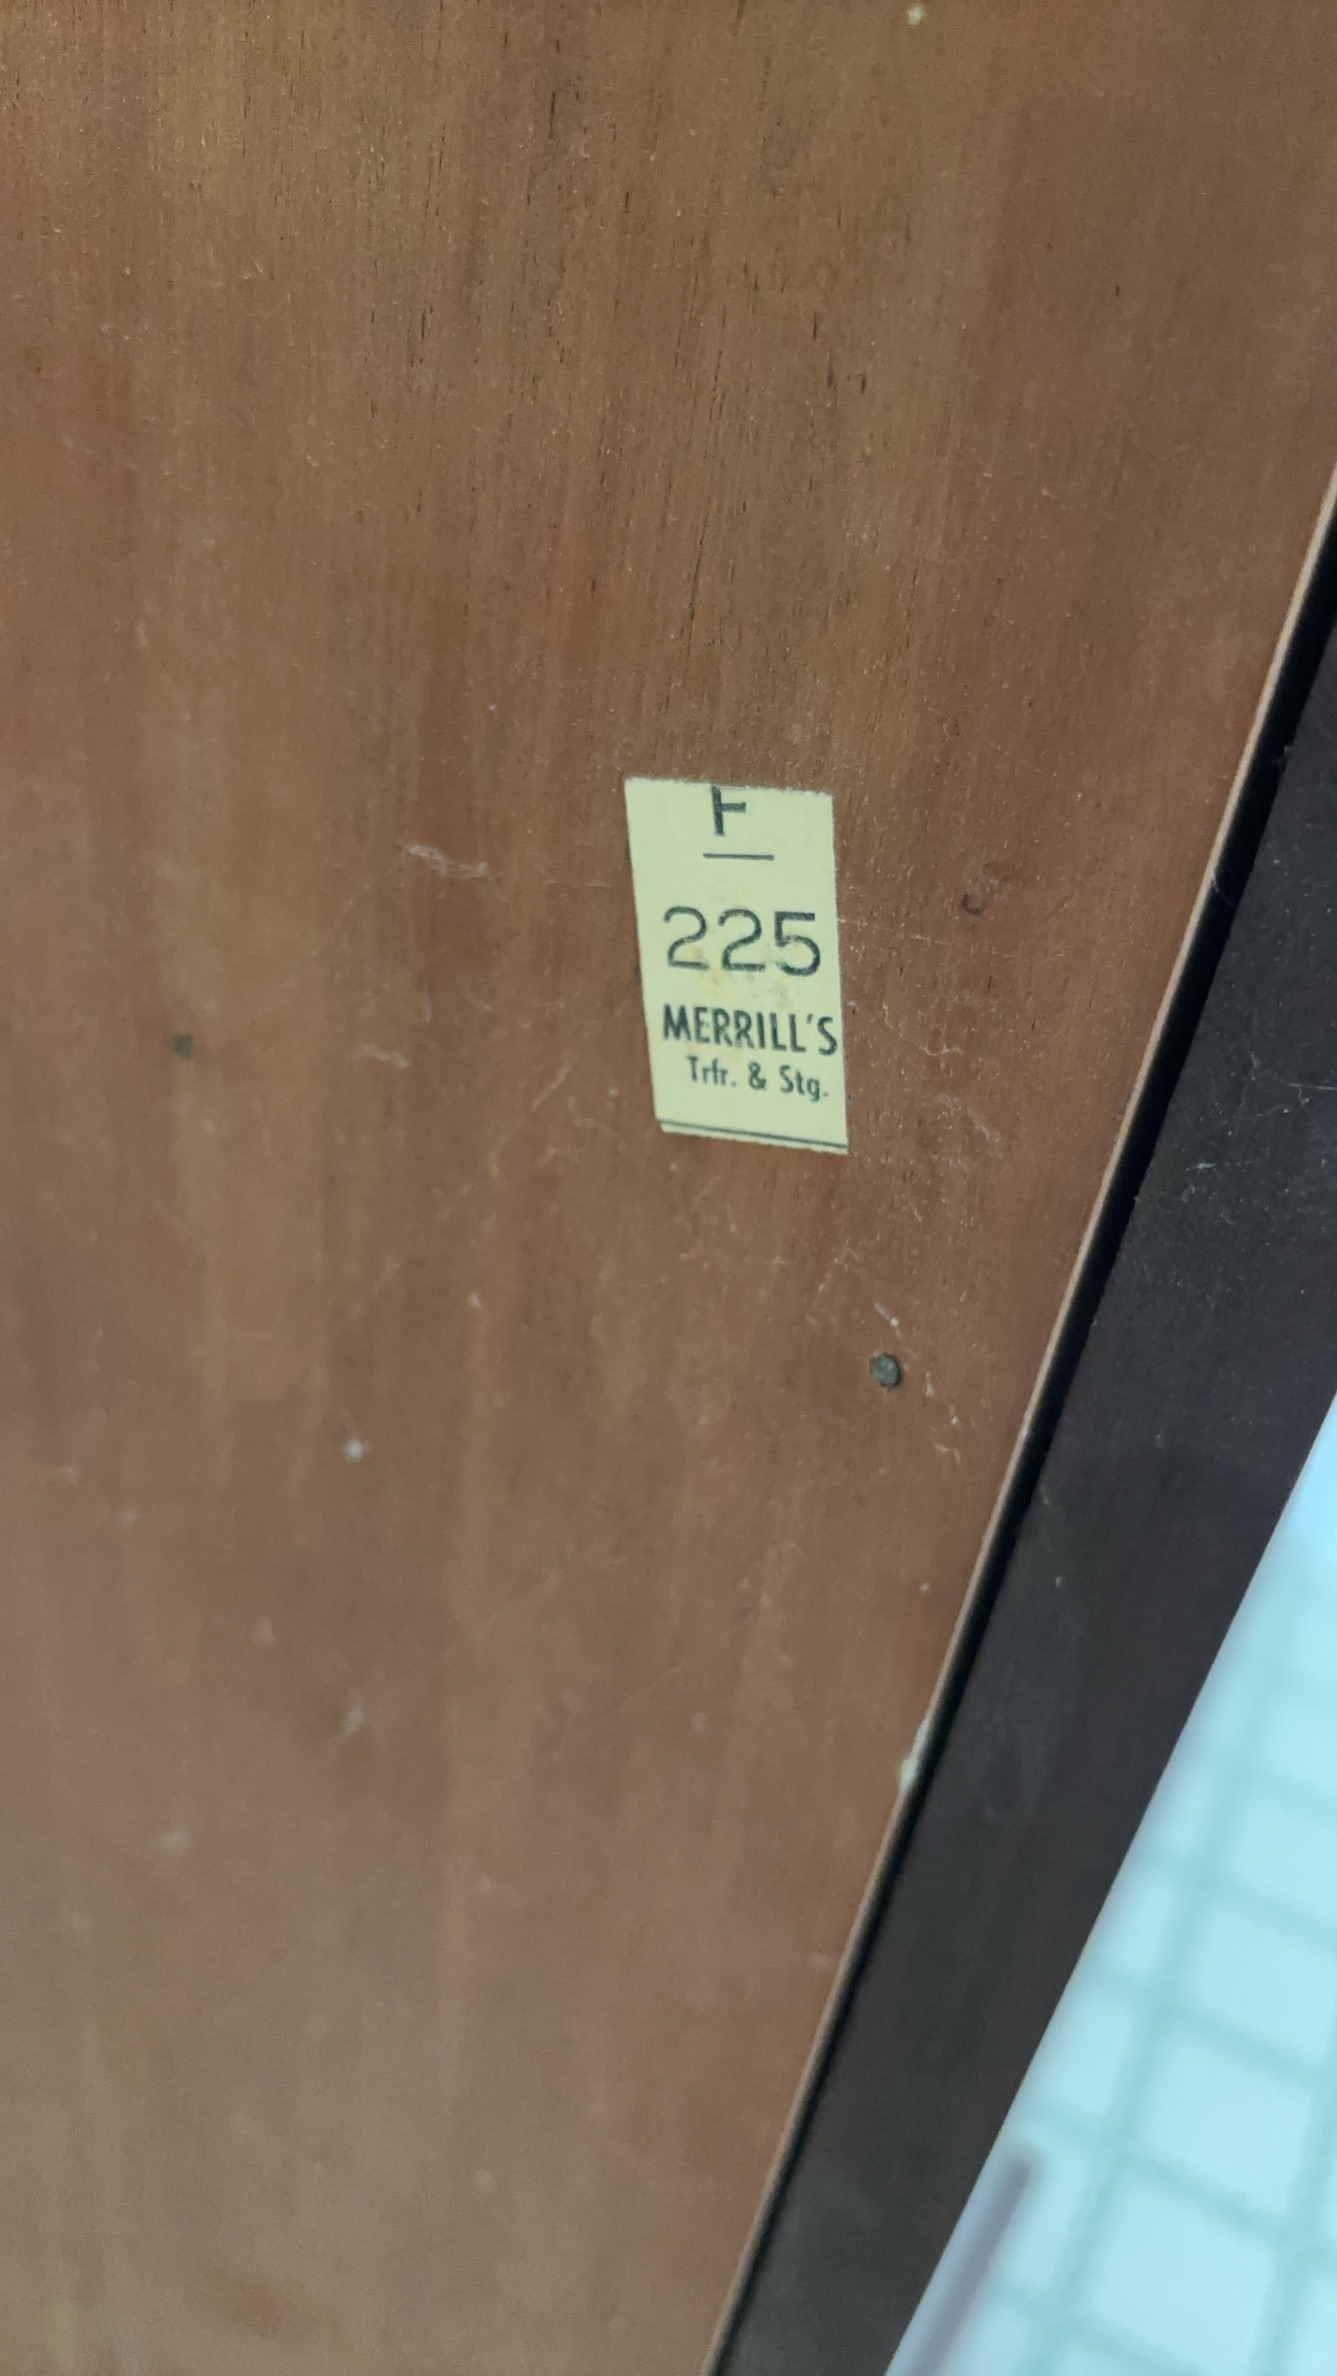 F
225
MERRILL'S
Trfr. & Stg.